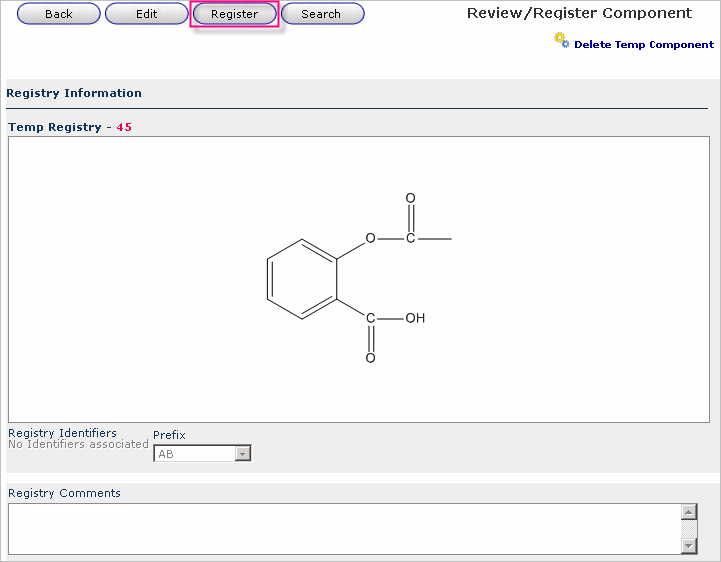 Back Edit Register Search Review/Register Component
Delete Temp Component
Registry Information
Temp Registry - 45
O
O C
C OH
O
Registry Identifiers Prefix
No Identifiers associated
AB
Registry Comments